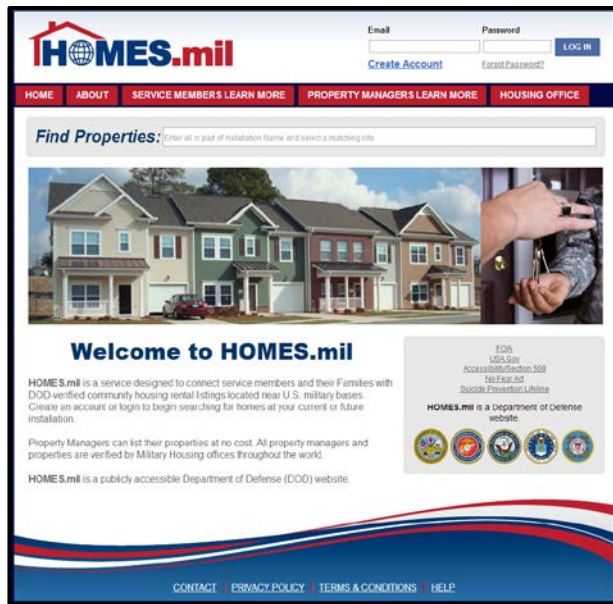 HOMES.mil
Email Password
LOG IN
Create Account Forgot Password?
HOME ABOUT SERVICE MEMBERS LEARN MORE PROPERTY MANAGERS LEARN MORE HOUSING OFFICE
Find Properties: Enter all or part of Installation Name and select a matching site
Welcome to HOMES.mil
HOMES.mil is a service designed to connect service members and their Families with
DOD-verified community housing rental listings located near U.S. military bases.
Create an account or login to begin searching for homes at your current or future
installation.
Property Managers can list their properties at no cost. All property managers and
properties are verified by Military Housing offices throughout the world.
HOMES.mil is a publicly accessible Department of Defense (DOD) website.
FOIA
USA.Gov
Accessibility/Section 508
No Fear Act
Suicide Prevention Lifeline
HOMES.mil is a Department of Defense
website.
CONTACT | PRIVACY POLICY | TERMS & CONDITIONS | HELP